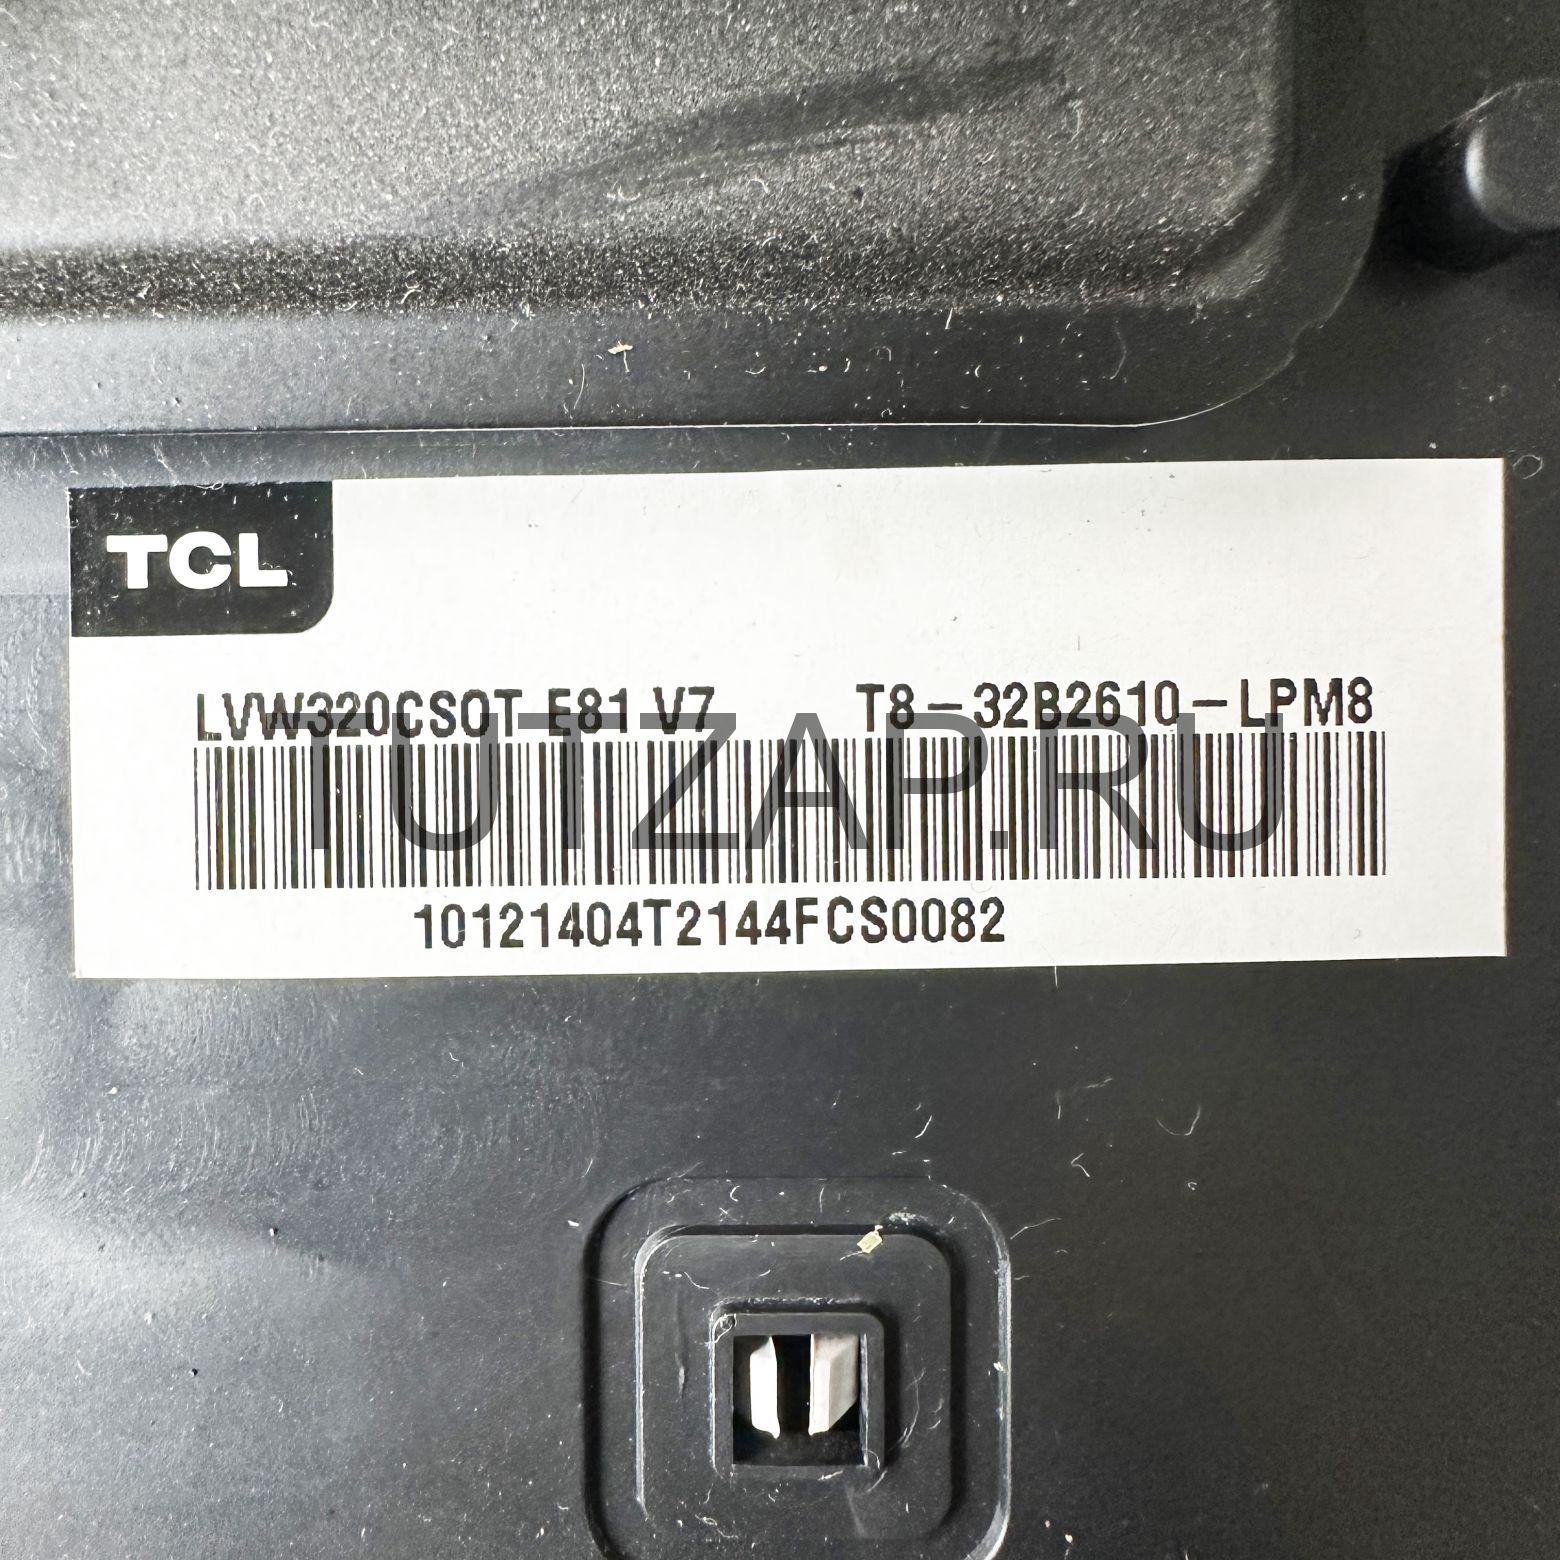 TCL
LVW320CSOT E81 V7 T8-32B2610-LPM8
TUTZAP.RU
10121404T2144FCS0082